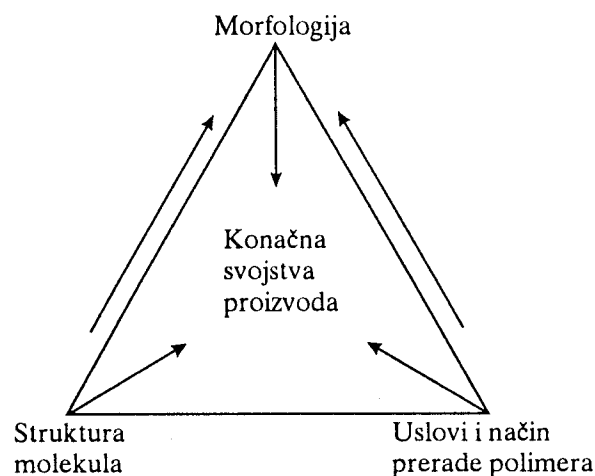 Morfologija
Konačna
svojstva
proizvoda
Struktura
molekula
Uslovi i način
prerade polimera